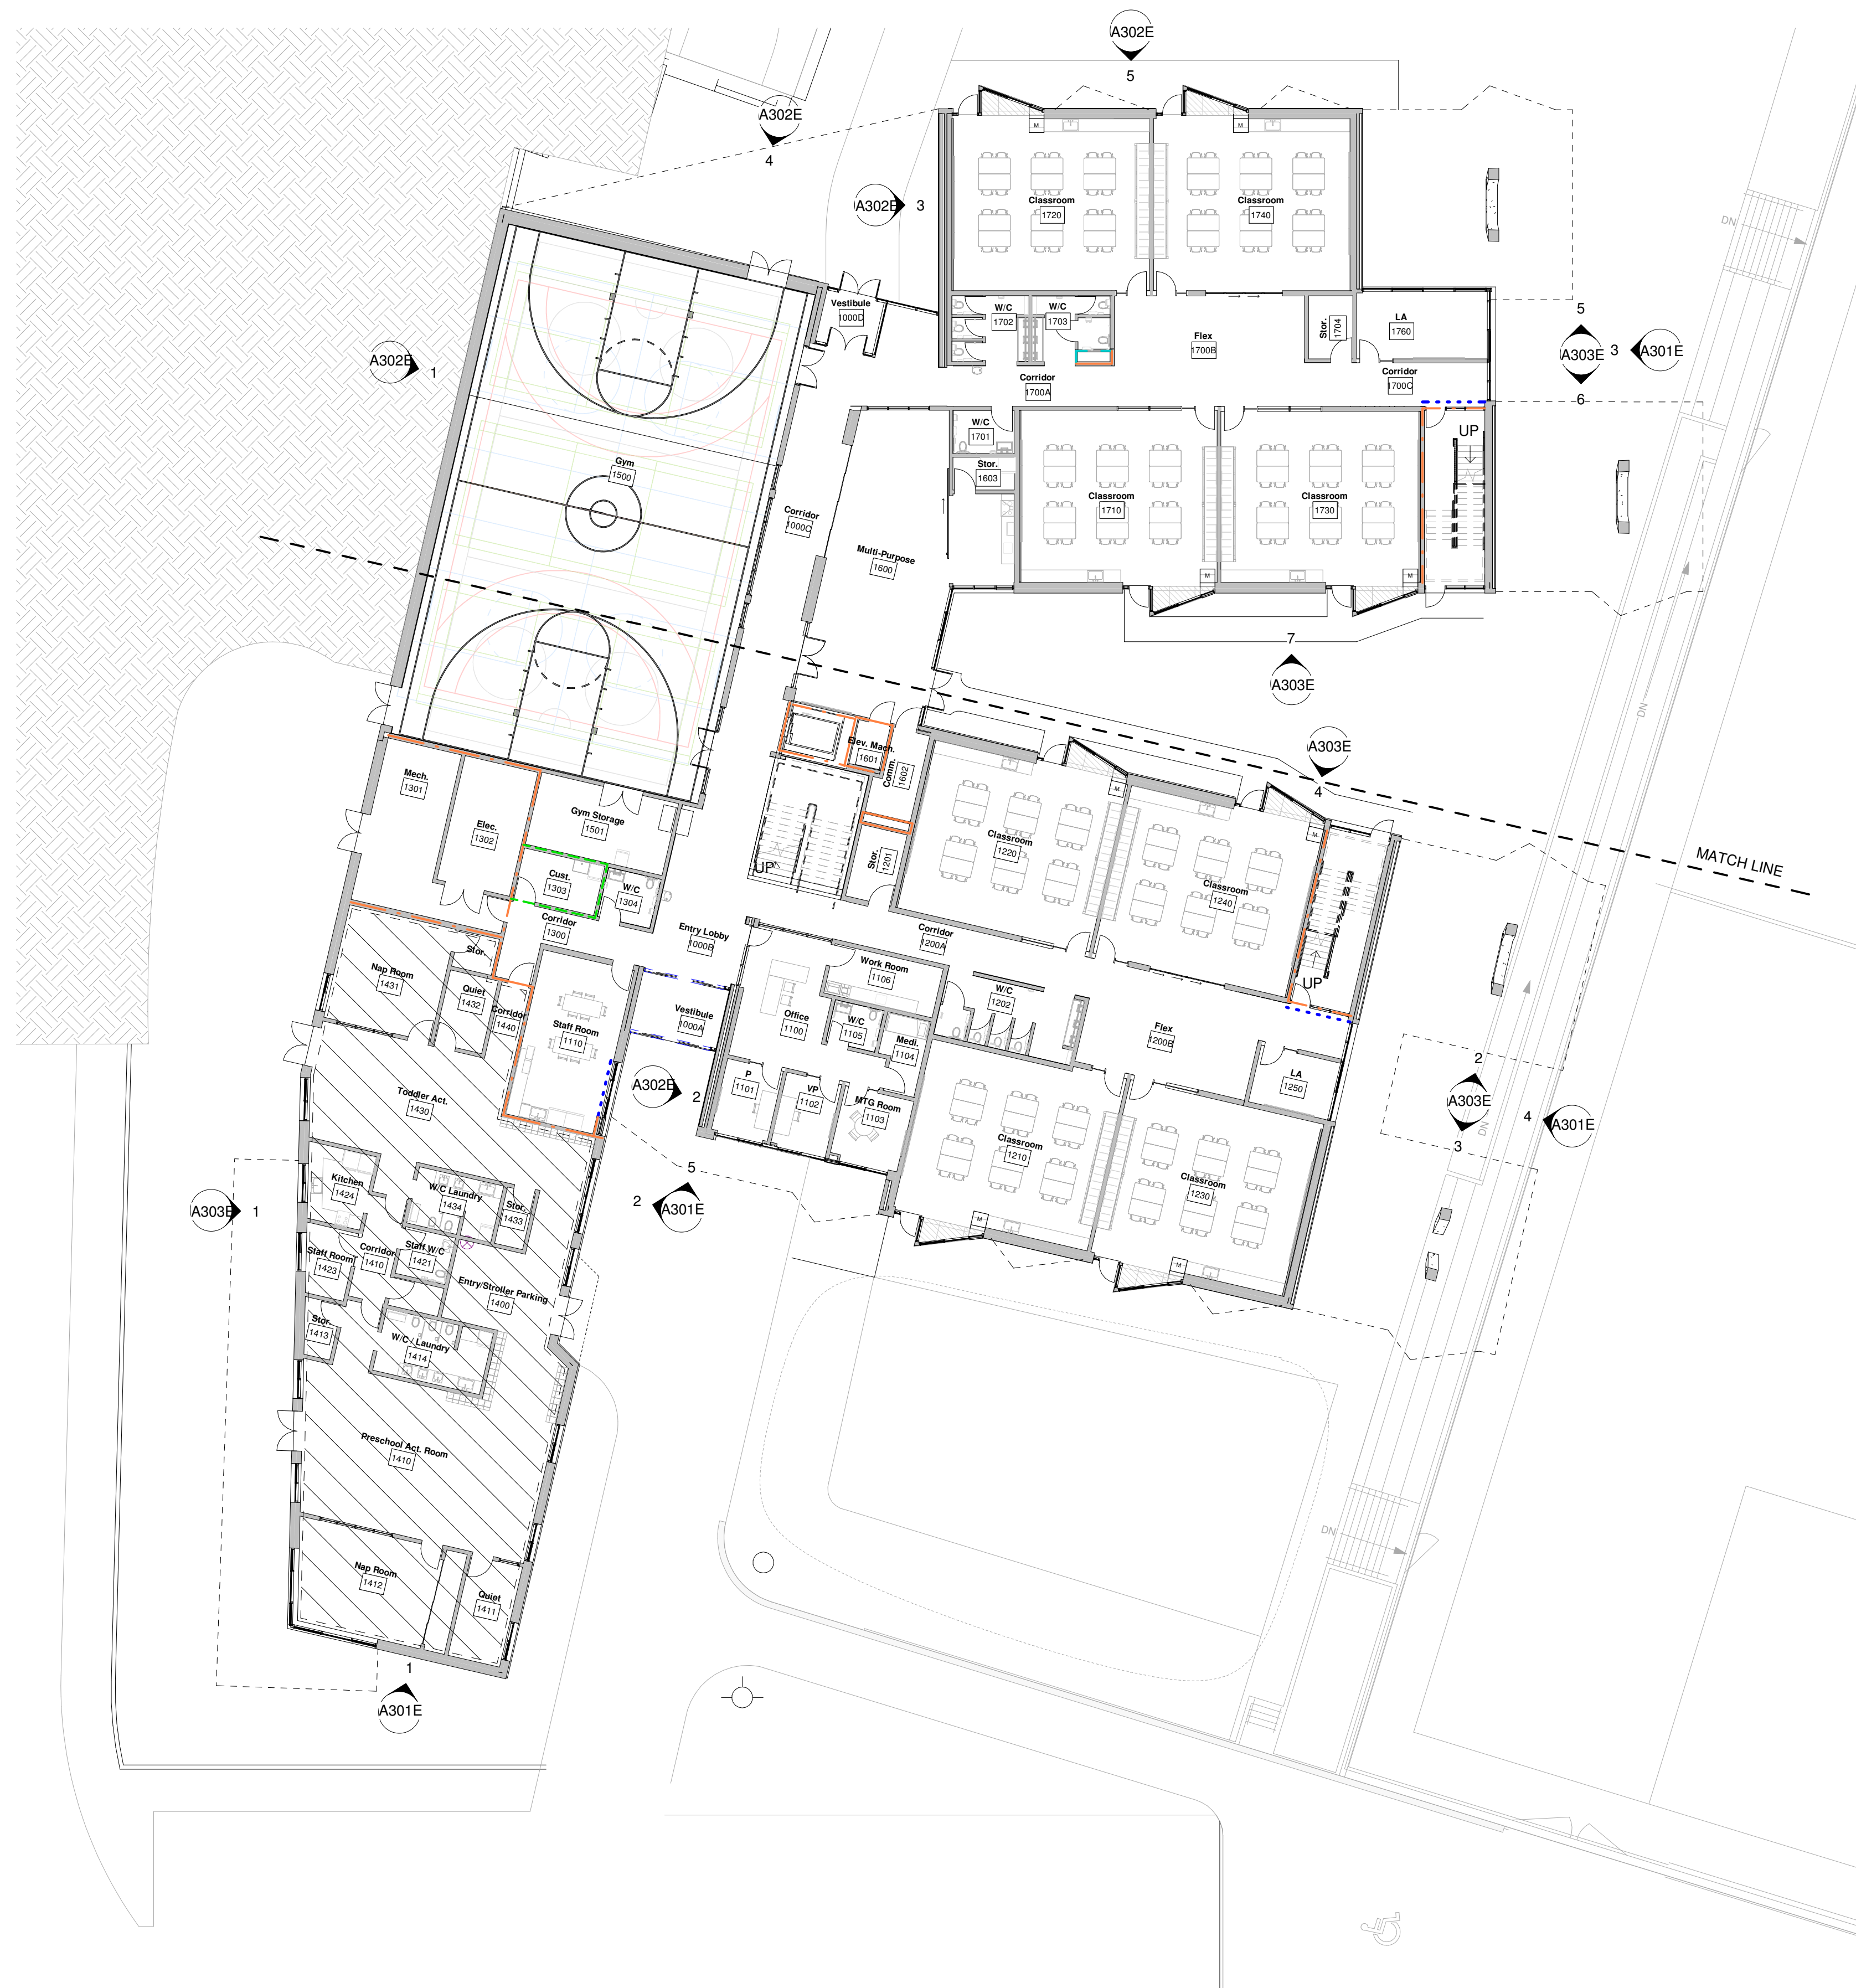 A302E
5
A302E
4
A302E
3
DN
M
M
Classroom
1720
Classroom
1740
Vestibule
1000D
W/C
1702
W/C
1703
Stor.
1704
LA
1760
5
A303E
3
A301E
6
Flex
1700B
A302E
1
Corridor
1700A
Corridor
1700C
UP
W/C
1701
Stor.
1603
Gym
1500
Classroom
1710
Classroom
1730
Corridor
1000C
Multi-Purpose
1600
M
M
7
A303E
DN
A303E
4
Elev. Mach.
1601
Comm.
1602
Mech.
1301
M
Gym Storage
1501
Elec.
1302
M
Classroom
1220
UP
Stor.
1201
MATCH LINE
Cust.
1303
W/C
1304
Classroom
1240
Corridor
1300
Entry Lobby
1000B
Corridor
1200A
Stor.
Work Room
1106
UP
Nap Room
1431
Quiet
1432
Corridor
1440
W/C
1202
Vestibule
1000A
Office
1100
W/C
1105
Staff Room
1110
Medi.
1104
Flex
1200B
2
A303E
3
DN
LA
1250
P
1101
VP
1102
MTG Room
1103
A302E
2
Toddler Act.
1430
4
A301E
Classroom
1210
5
2
A301E
Kitchen
1424
W/C Laundry
1434
Stor.
1433
Classroom
1230
A303E
1
M
Staff Room
1423
Corridor
1410
Staff W/C
1421
M
Entry/Stroller Parking
1400
Stor.
1413
W/C / Laundry
1414
Preschool Act. Room
1410
DN
Nap Room
1412
Quiet
1411
1
A301E